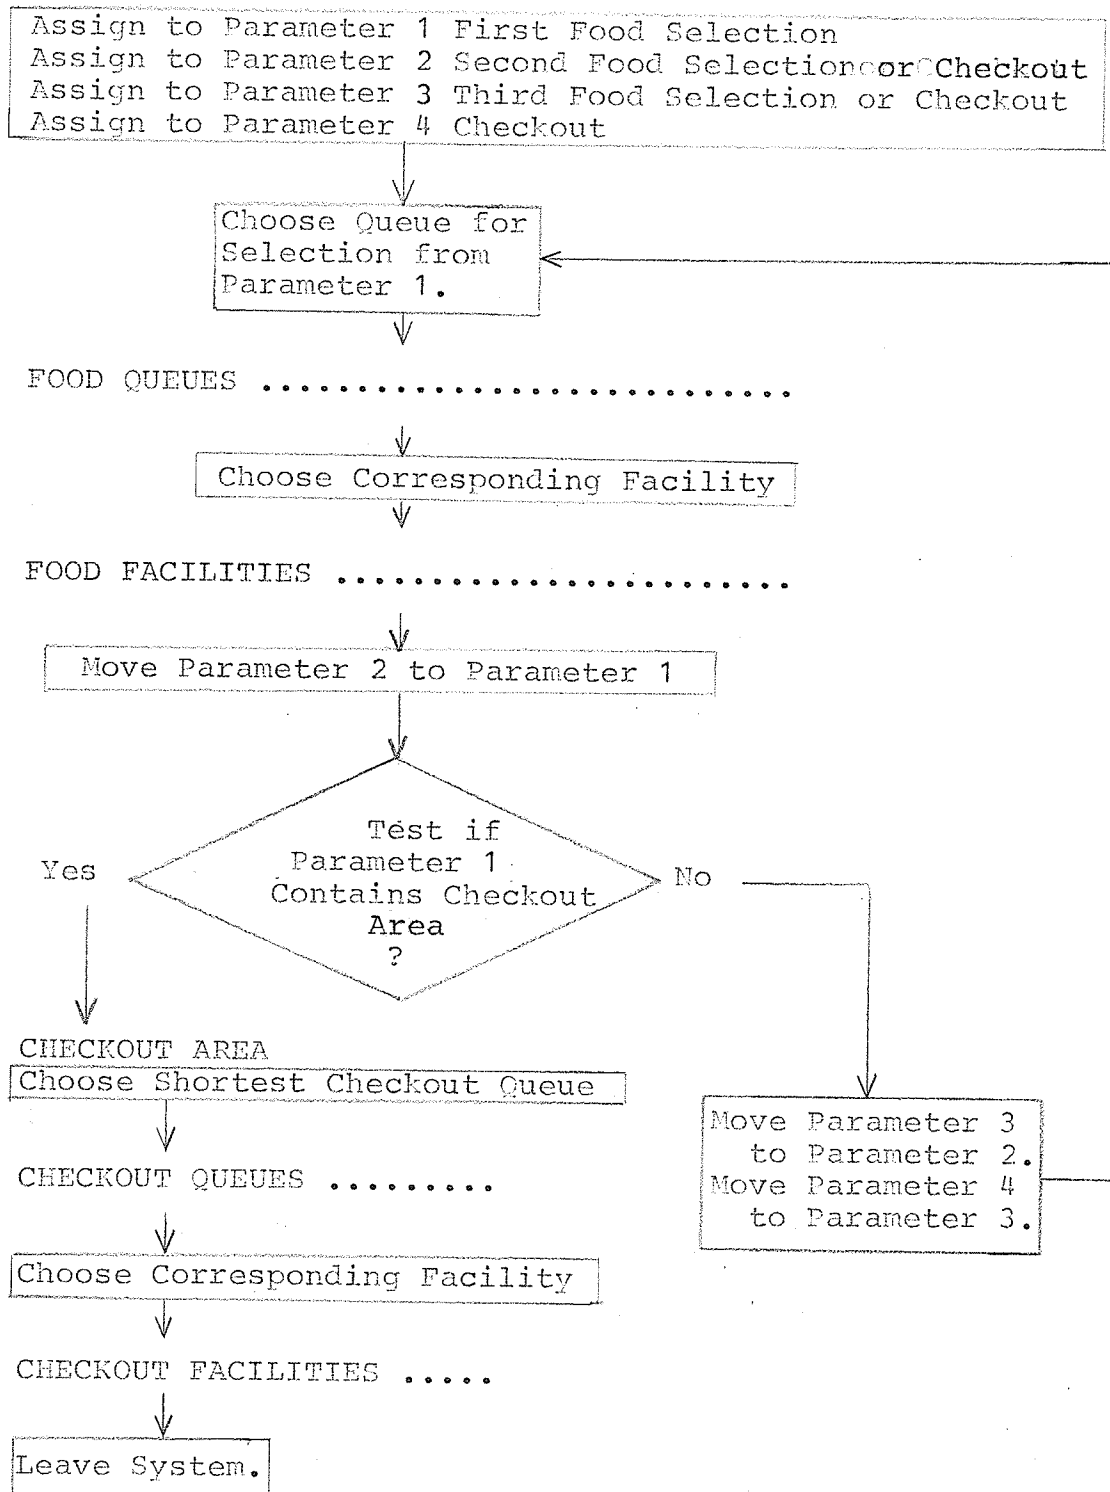 Assign to Parameter 1 First Food Selection
Assign to Parameter 2 Second Food Selection or Checkout
Assign to Parameter 3 Third Food Selection or Checkout
Assign to Parameter 4 Checkout
Choose Queue for
Selection from
Parameter 1.
FOOD QUEUES ............................
Choose Corresponding Facility
FOOD FACILITIES ........................
Move Parameter 2 to Parameter 1
Test if
Parameter 1
Contains Checkout
Area
?
Yes
No
CHECKOUT AREA
Choose Shortest Checkout Queue
Move Parameter 3
to Parameter 2.
Move Parameter 4
to Parameter 3.
CHECKOUT QUEUES .........
Choose Corresponding Facility
CHECKOUT FACILITIES .....
Leave System.